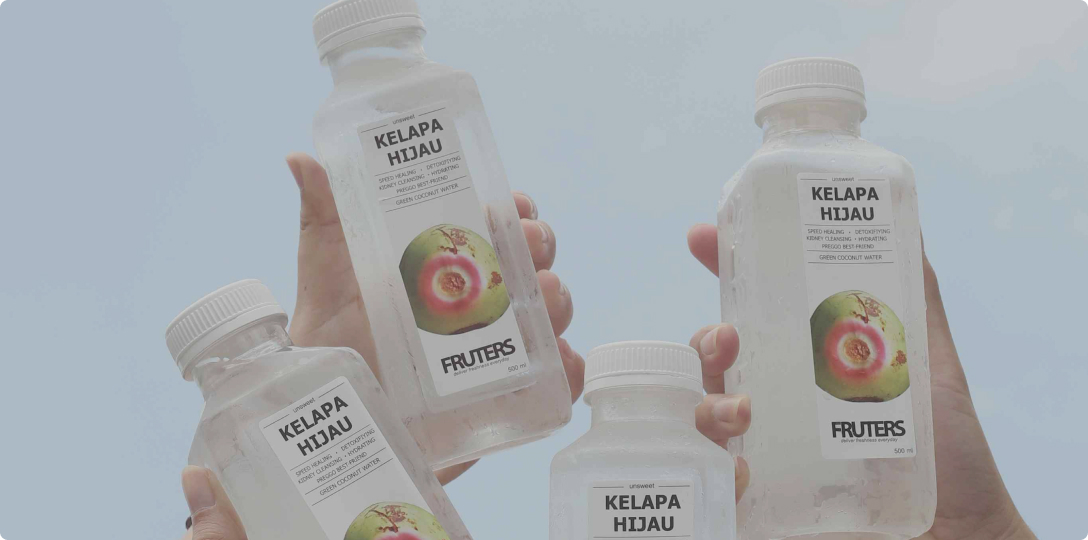 unsweet
KELAPA
HIJAU
SPEED HEALING • DETOXIFIYING
KIDNEY CLEANSING • HYDRATING
PREGGO BEST-FRIEND
GREEN COCONUT WATER
FRUTERS
deliver freshness everyday
500 ml
unsweet
KELAPA
HIJAU
SPEED HEALING • DETOXIFIYING
KIDNEY CLEANSING • HYDRATING
PREGGO BEST-FRIEND
GREEN COCONUT WATER
FRUTERS
deliver freshness everyday
500 ml
unsweet
KELAPA
HIJAU
SPEED HEALING • DETOXIFIYING
KIDNEY CLEANSING • HYDRATING
PREGGO BEST-FRIEND
GREEN COCONUT WATER
unsweet
KELAPA
HIJAU